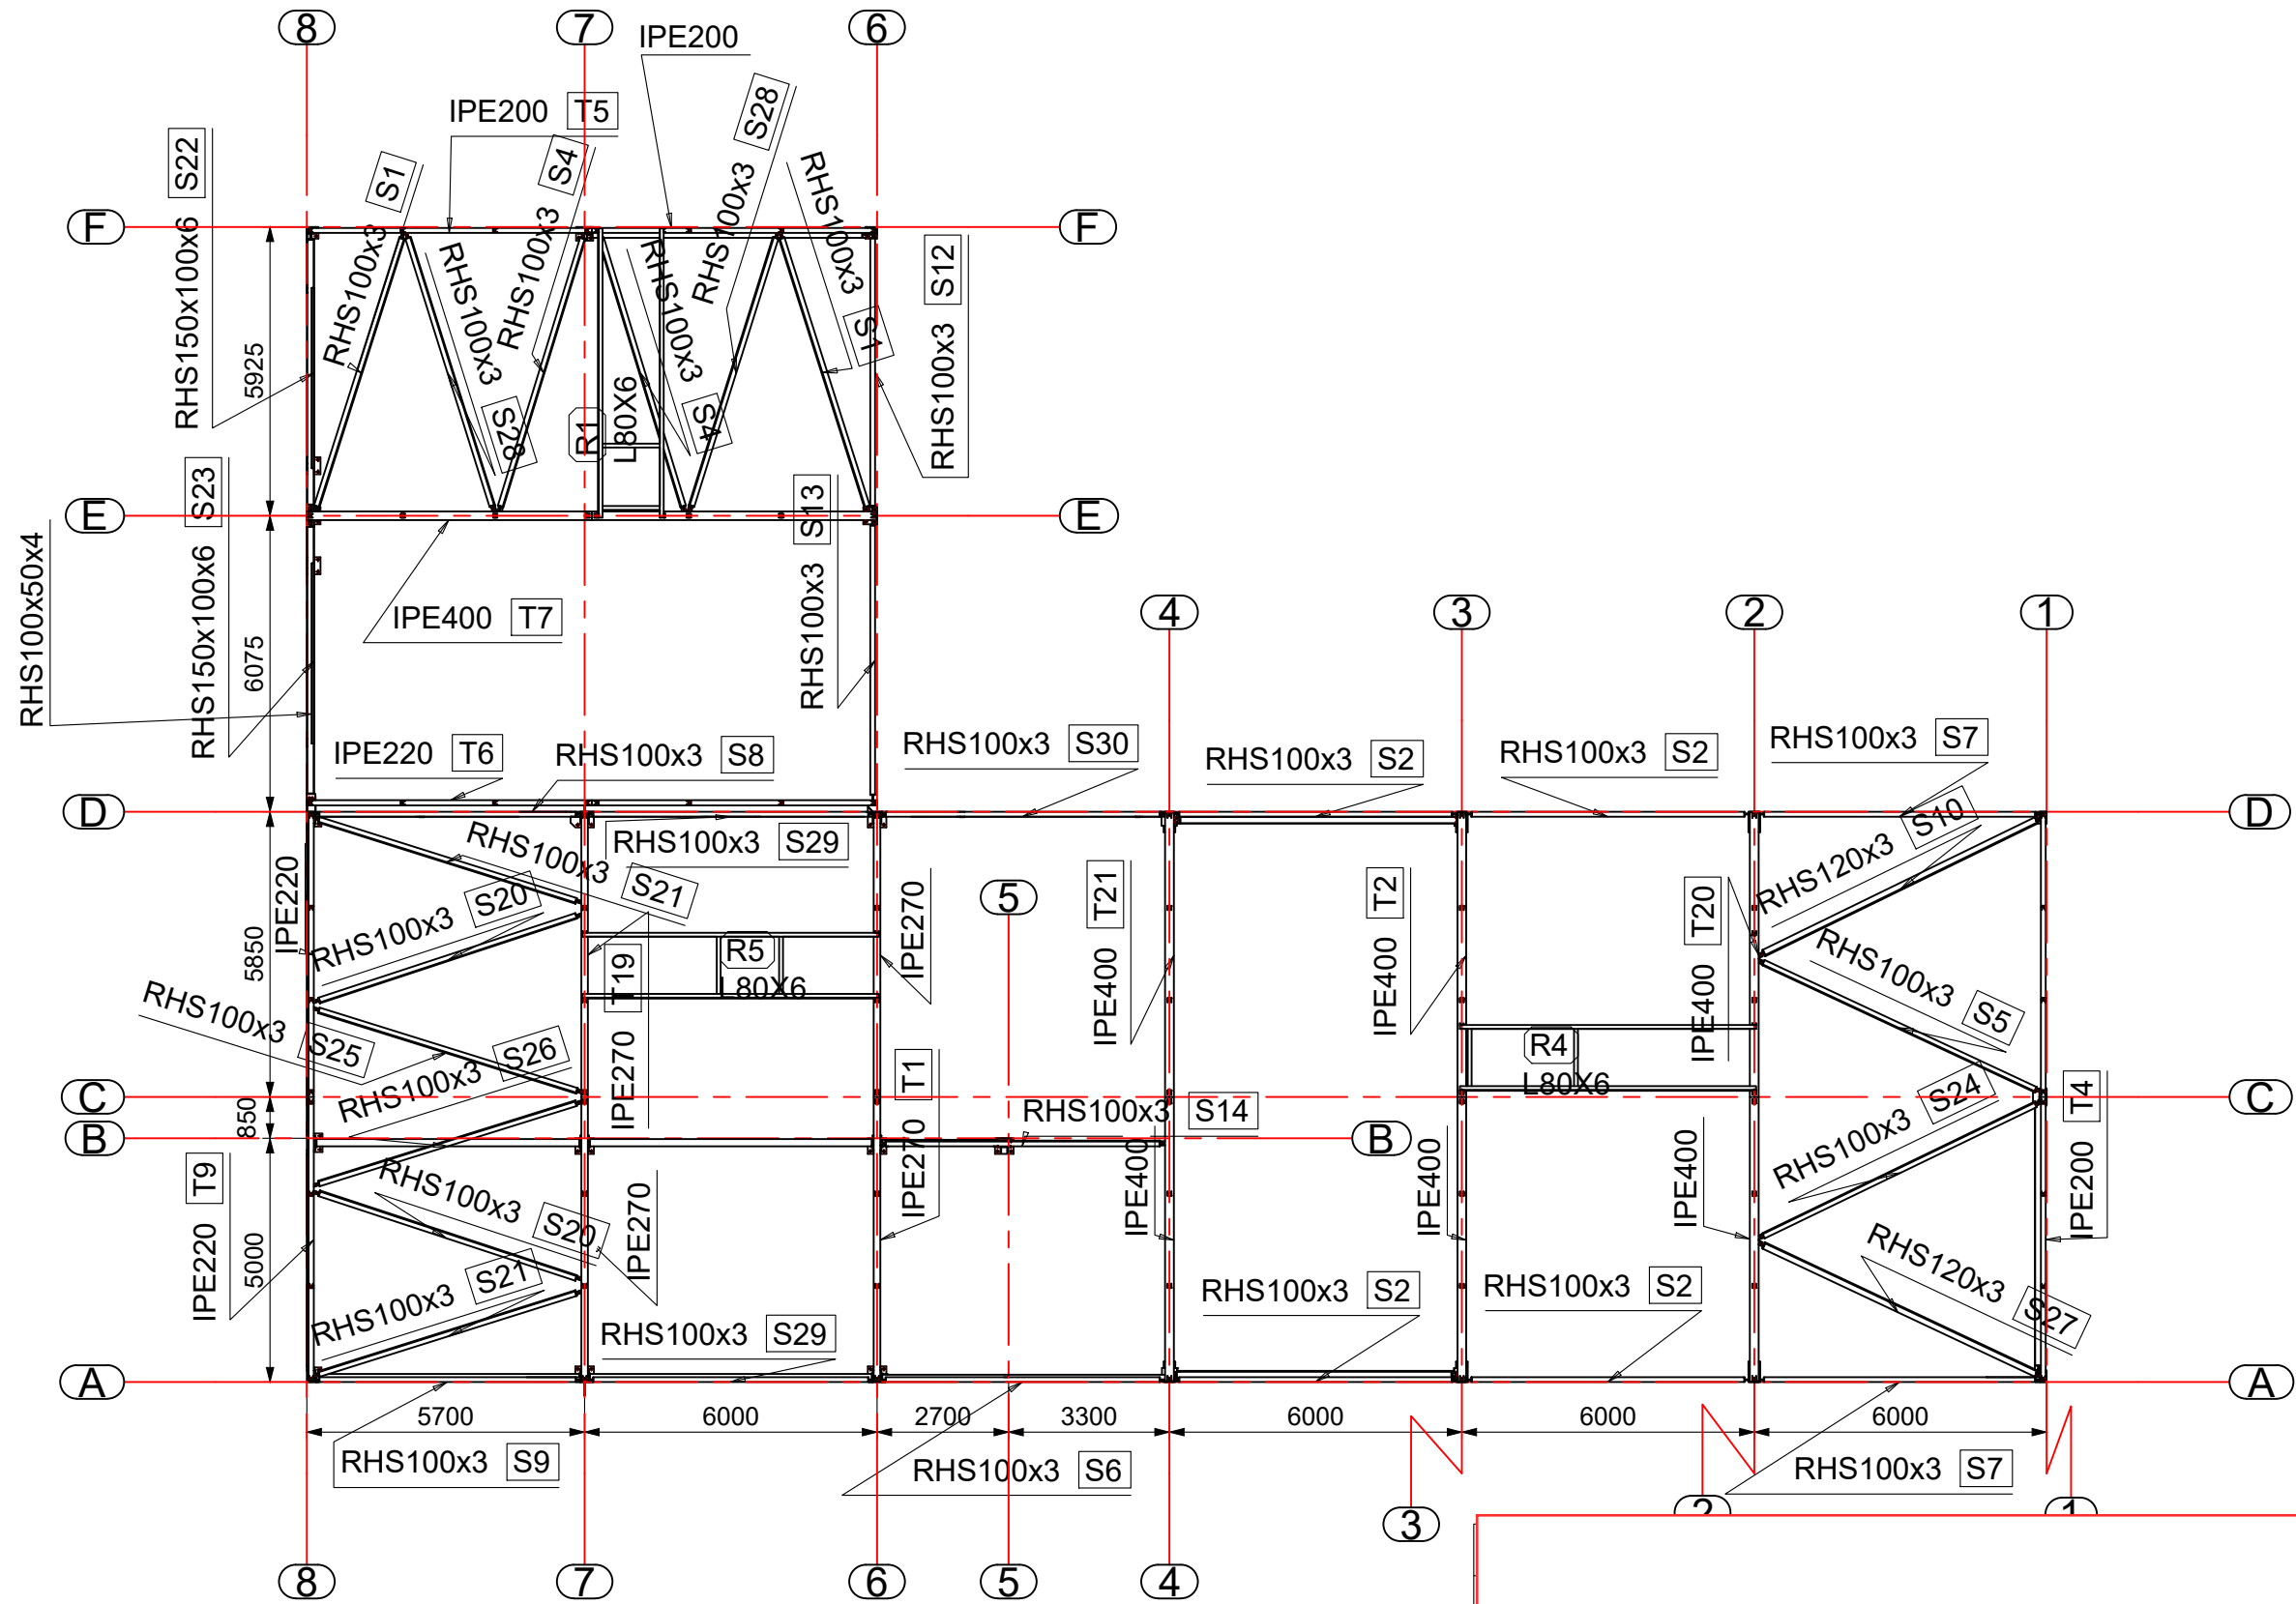 8
7
6
IPE200
IPE200 T5
RHS150x100x6 S22
RHS100x3 S1
RHS100x3 S4
RHS100x3 S28
RHS100x3 S1
F
F
RHS100x3 S28
RHS100x3 S4
RHS100x3 S12
5925
R1
L80X6
E
E
RHS100x50x4
RHS150x100x6 S23
6075
IPE400 T7
RHS100x3 S13
4
3
2
1
IPE220 T6
RHS100x3 S8
RHS100x3 S30
RHS100x3 S2
RHS100x3 S2
RHS100x3 S7
D
D
RHS100x3 S29
RHS100x3 S21
RHS100x3 S20
IPE220
5850
IPE270 T19
R5
L80X6
IPE270
5
IPE400 T21
IPE400 T2
IPE400 T20
RHS120x3 S10
RHS100x3 S5
RHS100x3 S25
RHS100x3 S26
R4
L80X6
C
C
850
B
B
IPE270 T1
RHS100x3 S14
RHS100x3 S24
IPE200 T4
IPE220 T9
5000
RHS100x3 S20
IPE270
IPE400
IPE400
IPE400
RHS100x3 S21
RHS100x3 S29
RHS100x3 S2
RHS100x3 S2
RHS120x3 S27
A
A
5700
6000
2700
3300
6000
6000
6000
RHS100x3 S9
RHS100x3 S6
RHS100x3 S7
3
2
1
8
7
6
5
4